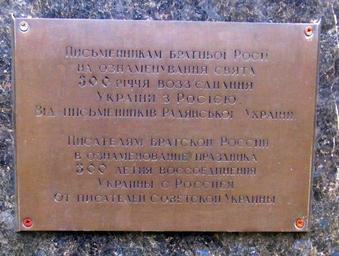 Письменникам братньої Росії
на ознаменування свята
300-річчя возз'єднання
України з Росією.
Від письменників Радянської України

Писателям братской России
в ознаменование праздника
300 летия воссоединения
Украины с Россией
От писателей Советской Украины